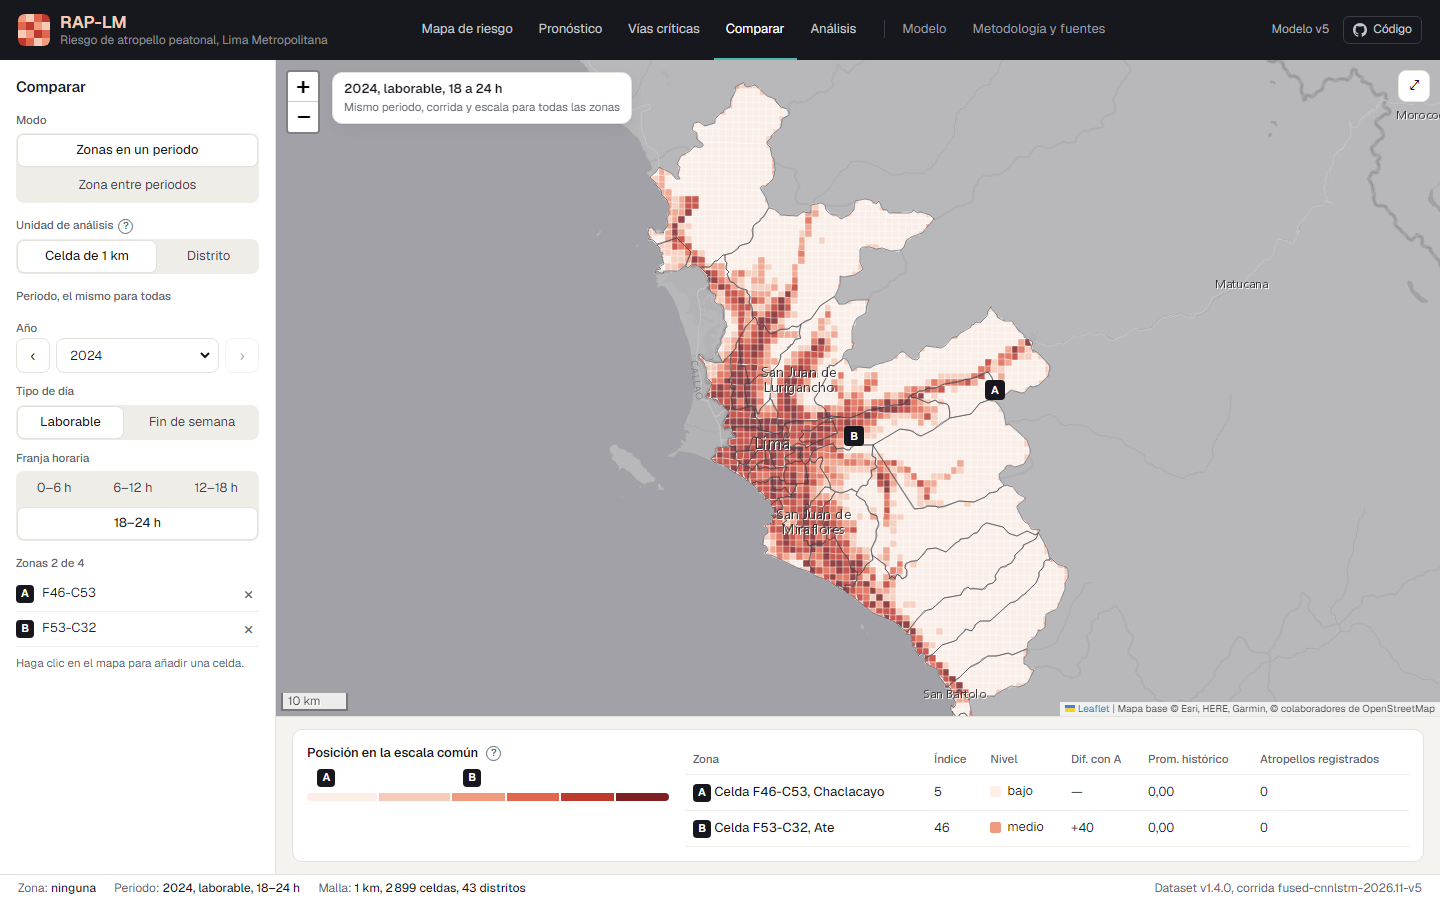 RAP-LM
Riesgo de atropello peatonal, Lima Metropolitana
Mapa de riesgo
Pronóstico
Vías críticas
Comparar
Análisis
Modelo
Metodología y fuentes
Modelo v5
Código
Comparar
Modo
Zonas en un periodo
Zona entre periodos
Unidad de análisis ?
Celda de 1 km
Distrito
Periodo, el mismo para todas
Año
‹
2024
›
Tipo de día
Laborable
Fin de semana
Franja horaria
0–6 h
6–12 h
12–18 h
18–24 h
Zonas 2 de 4
A F46-C53 ×
B F53-C32 ×
Haga clic en el mapa para añadir una celda.
+
−
2024, laborable, 18 a 24 h
Mismo periodo, corrida y escala para todas las zonas
Moroco
Matucana
CALLAO
San Juan de
Lurigancho
A
B
Lima
San Juan de
Miraflores
San Bartolo
10 km
Leaflet | Mapa base © Esri, HERE, Garmin, © colaboradores de OpenStreetMap
Posición en la escala común ?
A
B
Zona Índice Nivel Dif. con A Prom. histórico Atropellos registrados
A Celda F46-C53, Chaclacayo 5 bajo — 0,00 0
B Celda F53-C32, Ate 46 medio +40 0,00 0
Zona: ninguna Periodo: 2024, laborable, 18–24 h Malla: 1 km, 2 899 celdas, 43 distritos
Dataset v1.4.0, corrida fused-cnnlstm-2026.11-v5